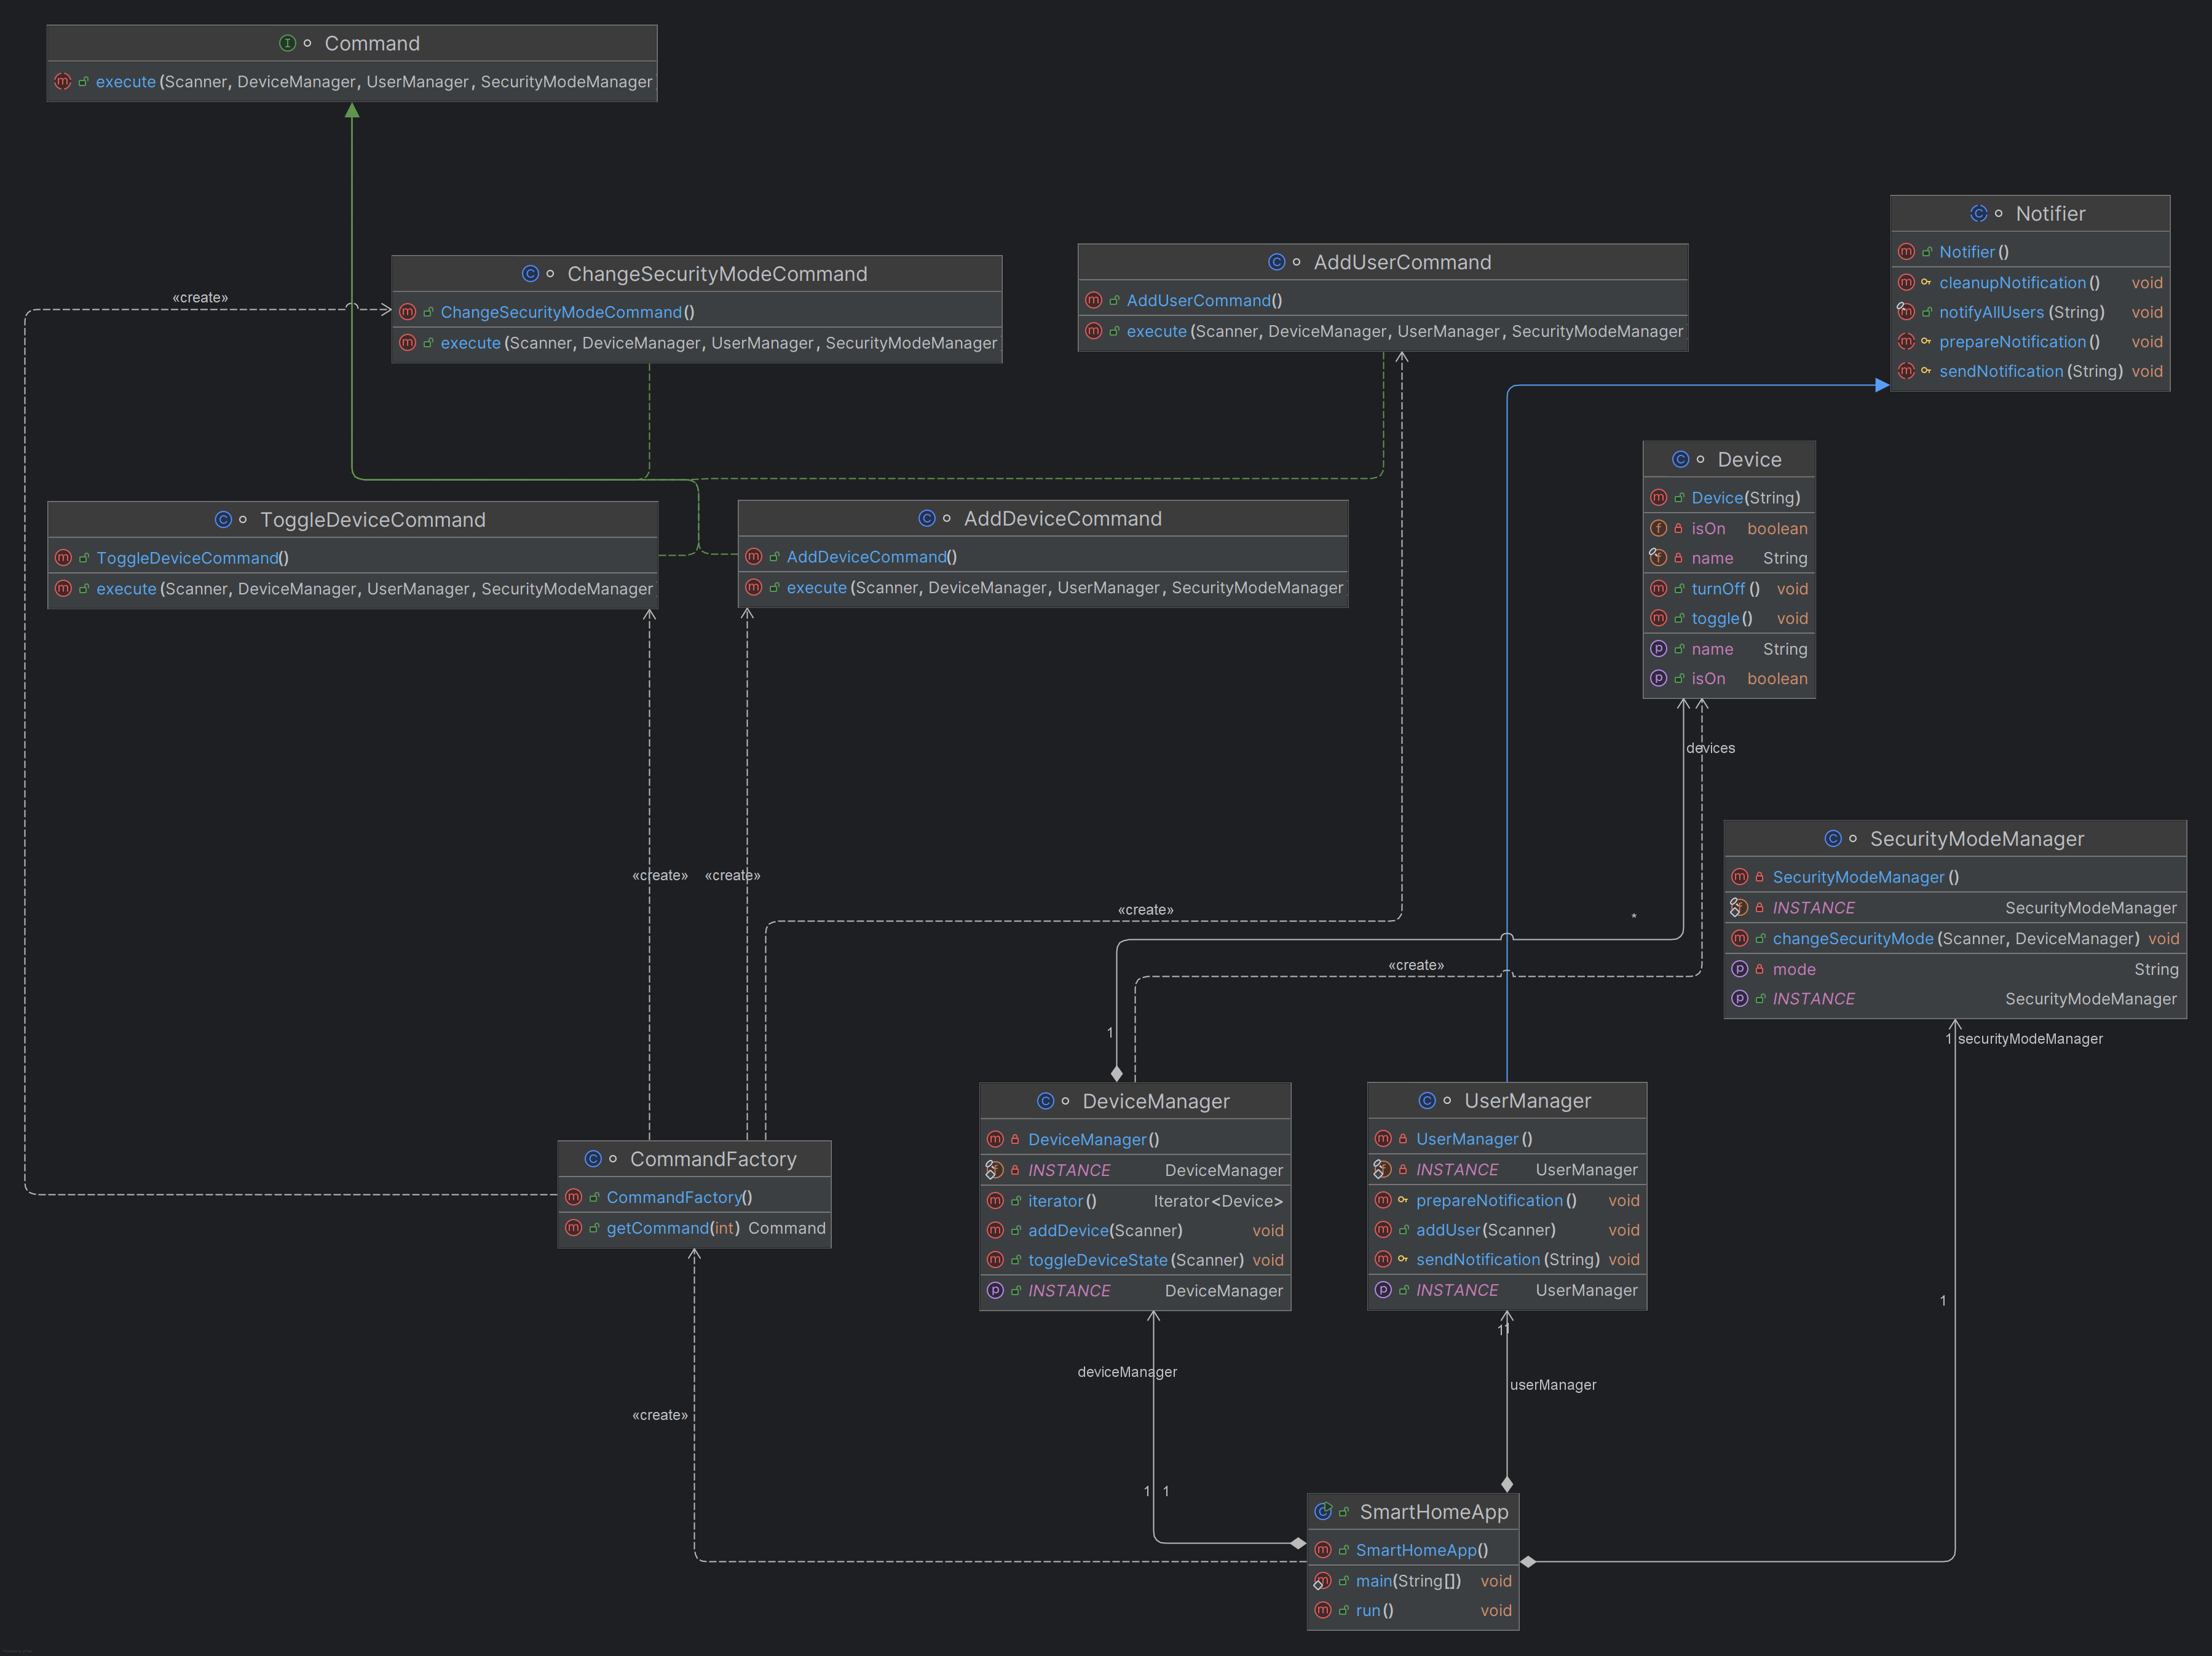 Command
execute(Scanner, DeviceManager, UserManager, SecurityModeManager
Notifier
Notifier()
cleanupNotification() void
notifyAllUsers(String) void
prepareNotification() void
sendNotification(String) void
ChangeSecurityModeCommand
ChangeSecurityModeCommand()
execute(Scanner, DeviceManager, UserManager, SecurityModeManager
AddUserCommand
AddUserCommand()
execute(Scanner, DeviceManager, UserManager, SecurityModeManager
«create»
Device
Device(String)
isOn boolean
name String
turnOff() void
toggle() void
name String
isOn boolean
ToggleDeviceCommand
ToggleDeviceCommand()
execute(Scanner, DeviceManager, UserManager, SecurityModeManager
AddDeviceCommand
AddDeviceCommand()
execute(Scanner, DeviceManager, UserManager, SecurityModeManager
devices
SecurityModeManager
SecurityModeManager()
INSTANCE SecurityModeManager
changeSecurityMode(Scanner, DeviceManager) void
mode String
INSTANCE SecurityModeManager
«create» «create»
«create»
*
«create»
1
1 securityModeManager
DeviceManager
DeviceManager()
INSTANCE DeviceManager
iterator() Iterator<Device>
addDevice(Scanner) void
toggleDeviceState(Scanner) void
INSTANCE DeviceManager
UserManager
UserManager()
INSTANCE UserManager
prepareNotification() void
addUser(Scanner) void
sendNotification(String) void
INSTANCE UserManager
CommandFactory
CommandFactory()
getCommand(int) Command
1
1 1
deviceManager
userManager
«create»
1 1
SmartHomeApp
SmartHomeApp()
main(String[]) void
run() void